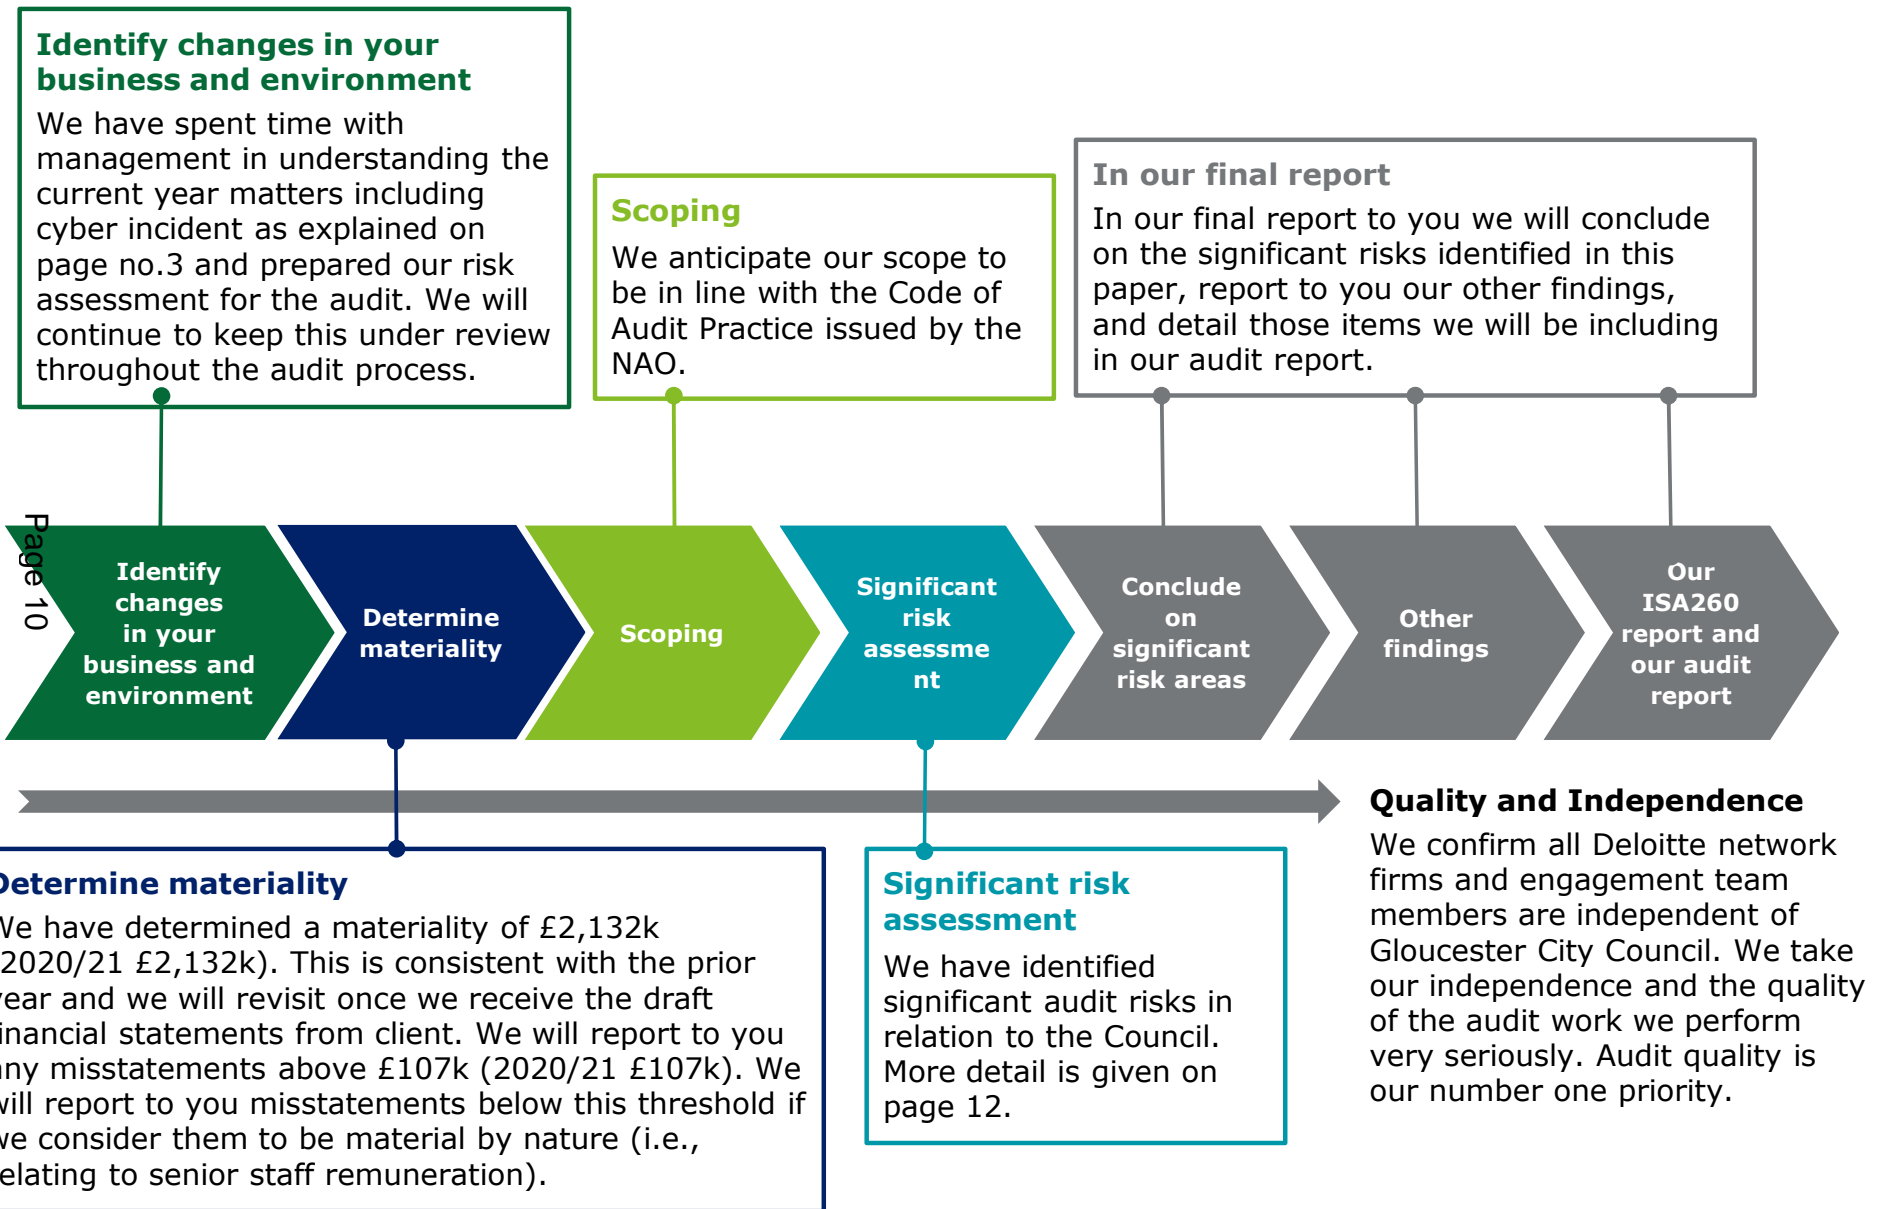 Identify changes in your
business and environment
We have spent time with
management in understanding the
current year matters including
cyber incident as explained on
page no.3 and prepared our risk
assessment for the audit. We will
continue to keep this under review
throughout the audit process.
Scoping
We anticipate our scope to
be in line with the Code of
Audit Practice issued by the
NAO.
In our final report
In our final report to you we will conclude
on the significant risks identified in this
paper, report to you our other findings,
and detail those items we will be including
in our audit report.
Page 10
Identify
changes
in your
business and
environment
Determine
materiality
Scoping
Significant
risk
assessme
nt
Conclude
on
significant
risk areas
Other
findings
Our
ISA260
report and
our audit
report
Determine materiality
We have determined a materiality of £2,132k
2020/21 £2,132k). This is consistent with the prior
year and we will revisit once we receive the draft
financial statements from client. We will report to you
any misstatements above £107k (2020/21 £107k). We
will report to you misstatements below this threshold if
we consider them to be material by nature (i.e.,
relating to senior staff remuneration).
Significant risk
assessment
We have identified
significant audit risks in
relation to the Council.
More detail is given on
page 12.
Quality and Independence
We confirm all Deloitte network
firms and engagement team
members are independent of
Gloucester City Council. We take
our independence and the quality
of the audit work we perform
very seriously. Audit quality is
our number one priority.